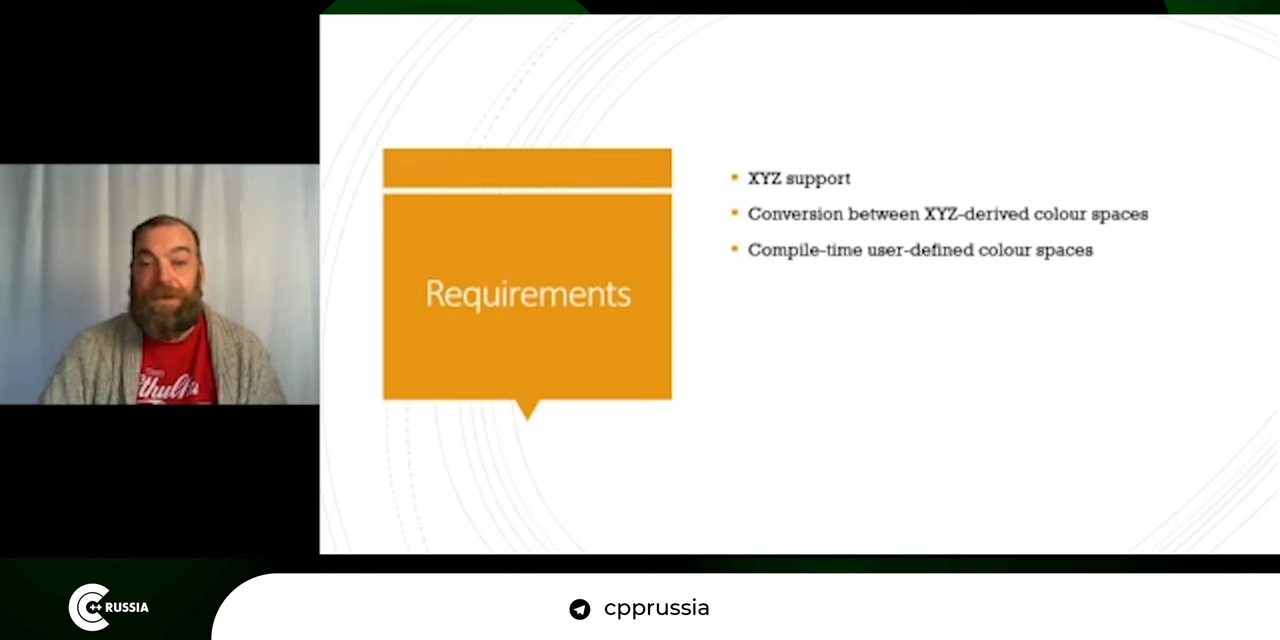 Requirements
XYZ support
Conversion between XYZ-derived colour spaces
Compile-time user-defined colour spaces
C++ RUSSIA
cpprussia